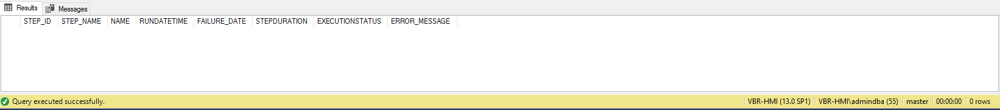 Results Messages
STEP_ID STEP_NAME NAME RUNDATETIME FAILURE_DATE STEPDURATION EXECUTIONSTATUS ERROR_MESSAGE
Query executed successfully. VBR-HMI (13.0 SP1) VBR-HMI\admindba (55) master 00:00:00 0 rows